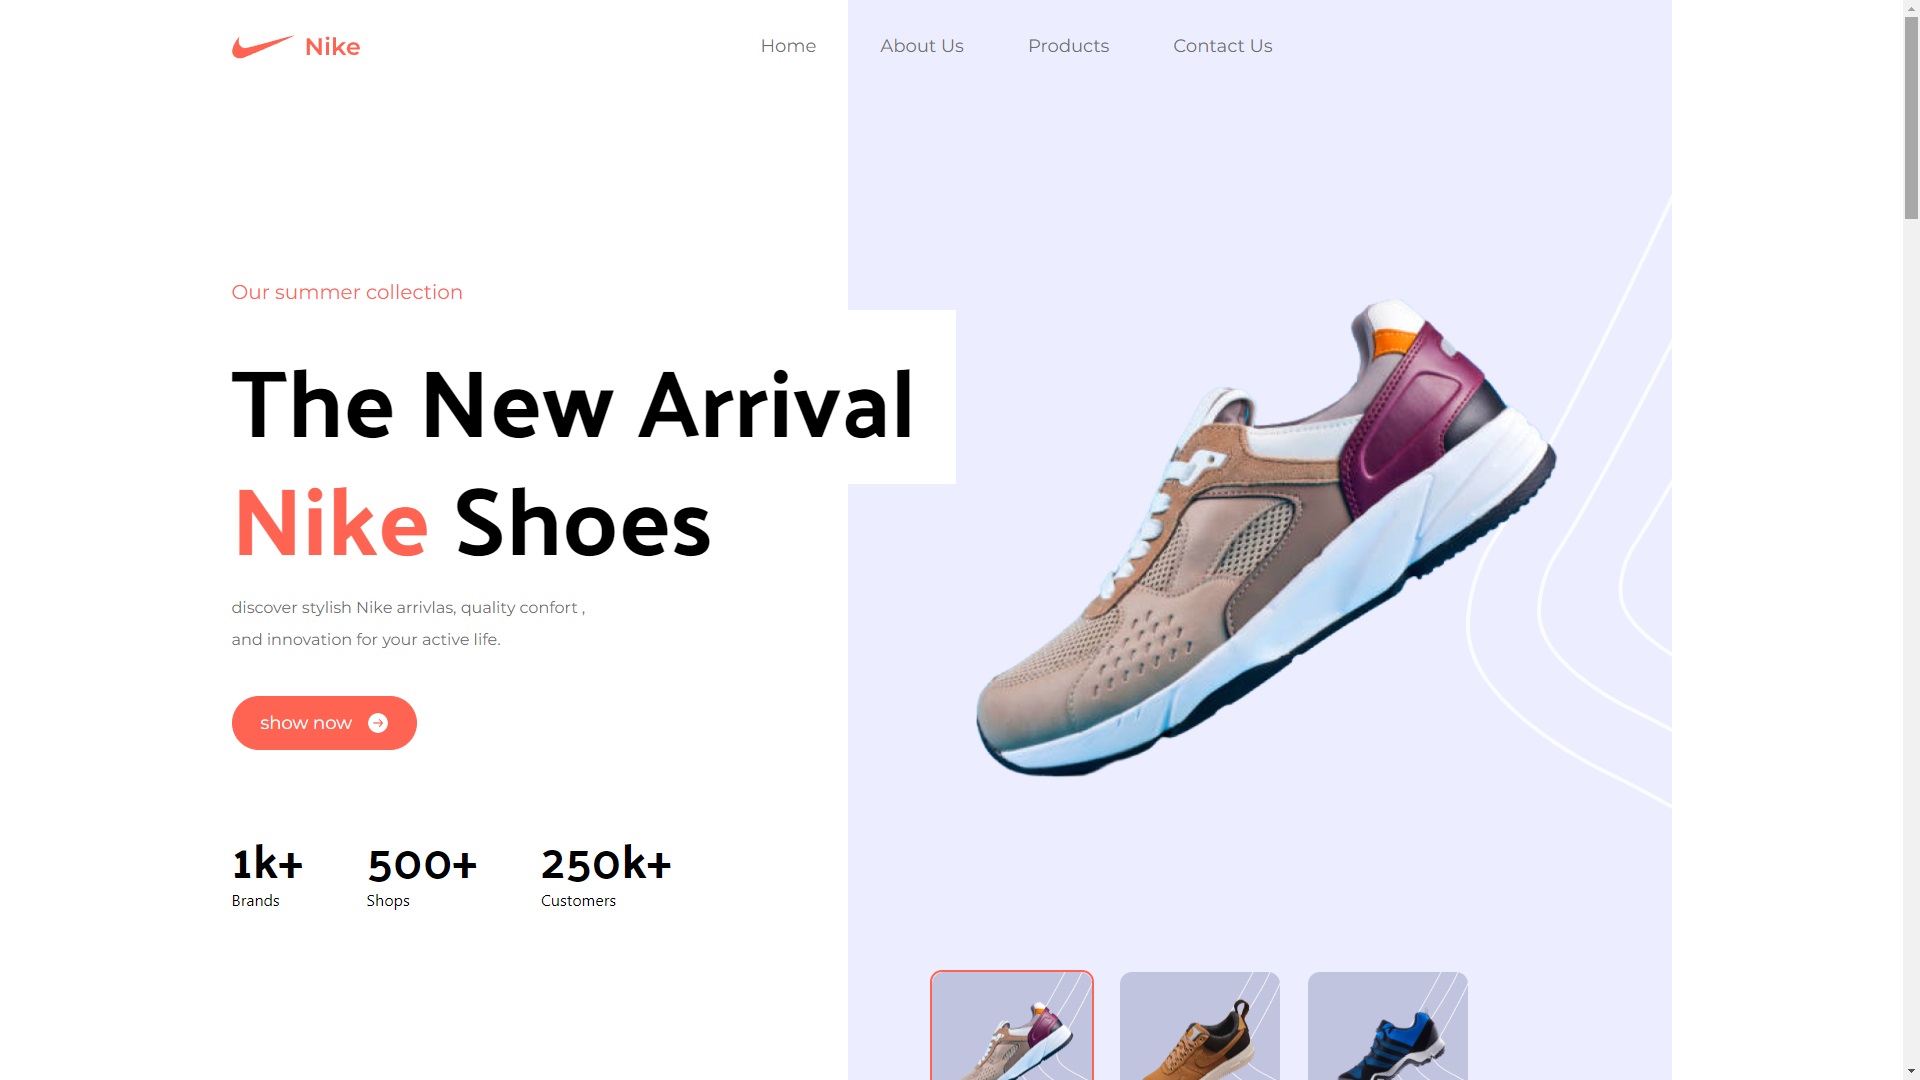 Nike
Home
About Us
Products
Contact Us
Our summer collection
The New Arrival
Nike Shoes
discover stylish Nike arrivlas, quality confort ,
and innovation for your active life.
show now
1k+
Brands
500+
Shops
250k+
Customers